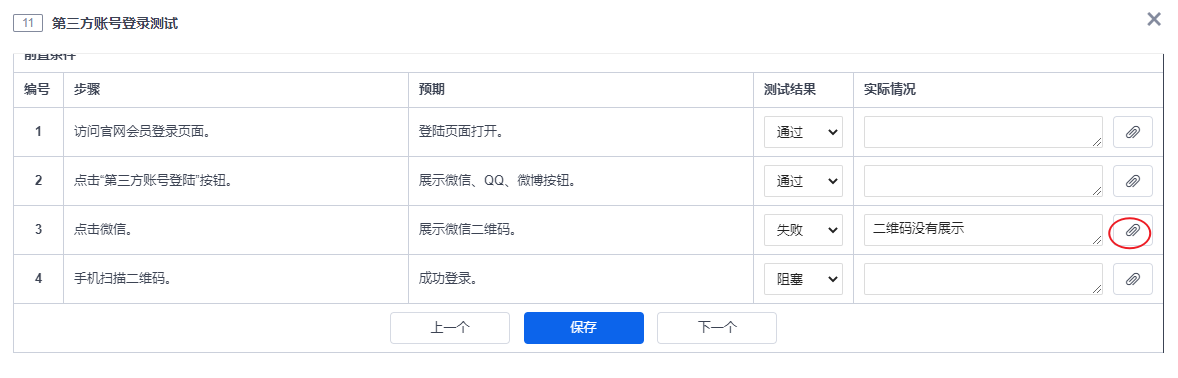 11 第三方账号登录测试
前置条件
编号 步骤 预期 测试结果 实际情况
1 访问官网会员登录页面。 登陆页面打开。 通过
2 点击“第三方账号登陆”按钮。 展示微信、QQ、微博按钮。 通过
3 点击微信。 展示微信二维码。 失败 二维码没有展示
4 手机扫描二维码。 成功登录。 阻塞
上一个 保存 下一个